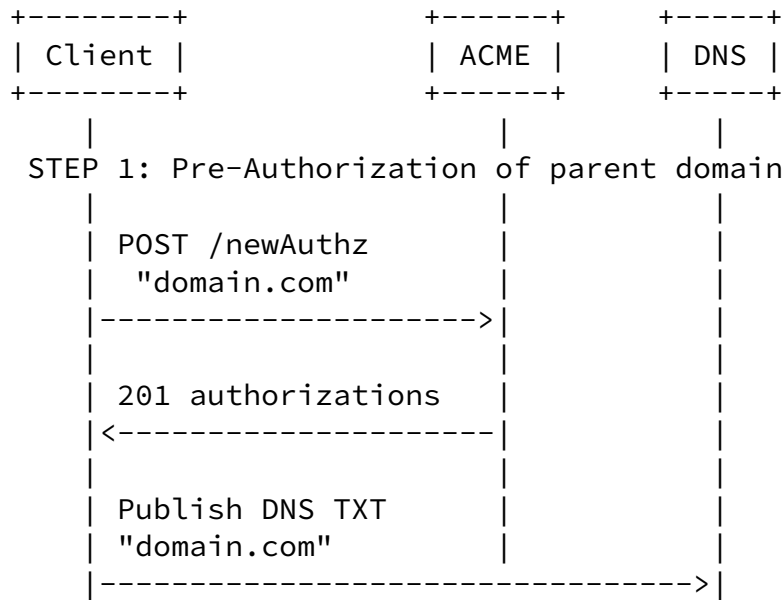 Client ACME DNS
STEP 1: Pre-Authorization of parent domain
POST /newAuthz
"domain.com"
201 authorizations
Publish DNS TXT
"domain.com"